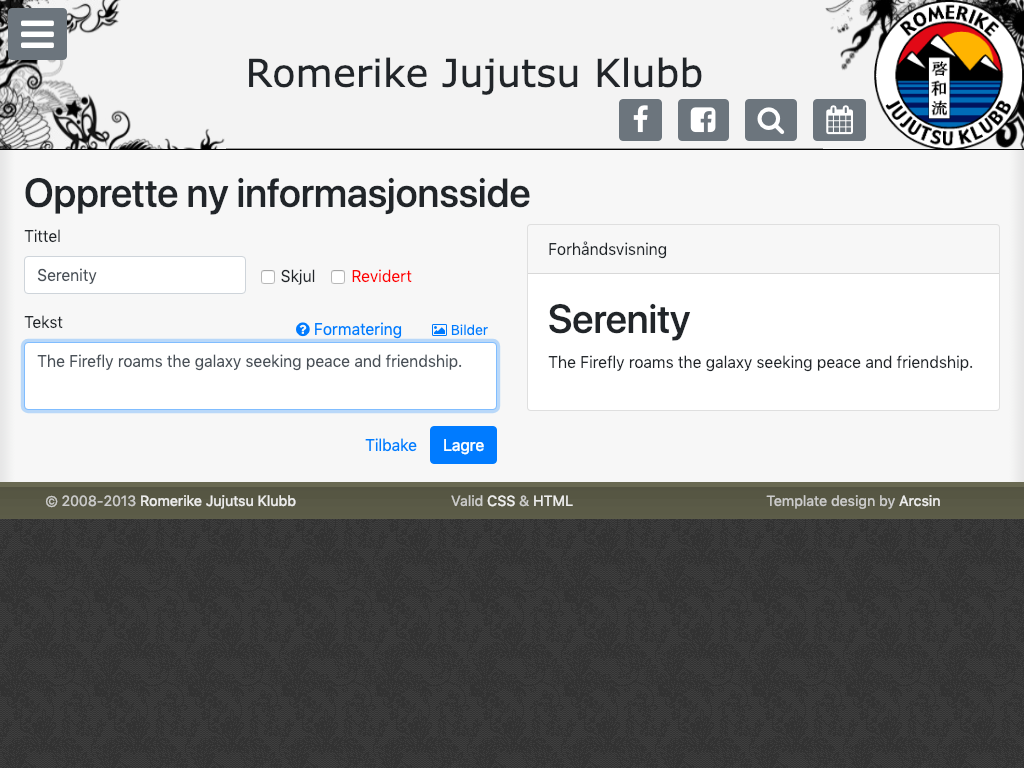 Romerike Jujutsu Klubb
ROMERIKE
啓和流
JUJUTSU KLUBB
Opprette ny informasjonsside
Tittel
Serenity
Skjul Revidert
Tekst Formatering Bilder
The Firefly roams the galaxy seeking peace and friendship.
Tilbake Lagre
Forhåndsvisning
Serenity
The Firefly roams the galaxy seeking peace and friendship.
© 2008-2013 Romerike Jujutsu Klubb Valid CSS & HTML Template design by Arcsin